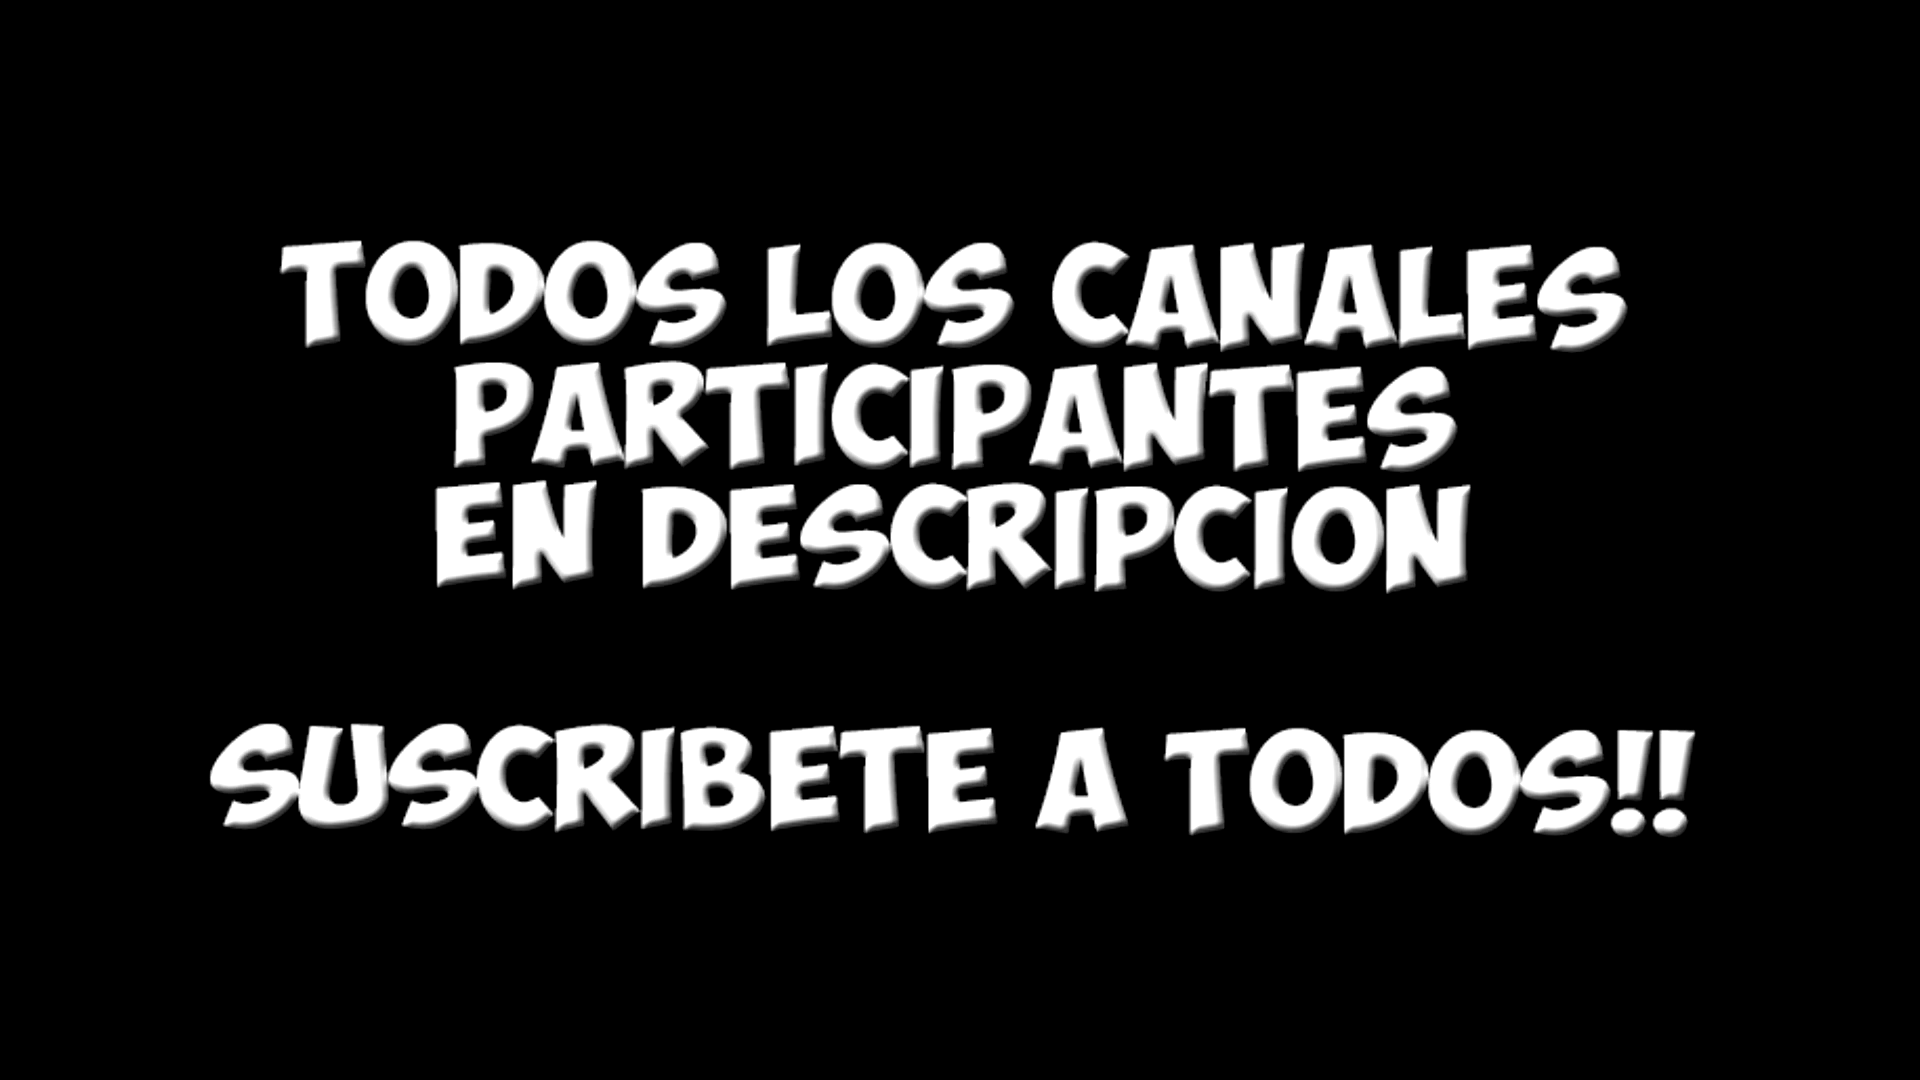 TODOS LOS CANALES
PARTICIPANTES
EN DESCRIPCION
SUSCRIBETE A TODOS!!